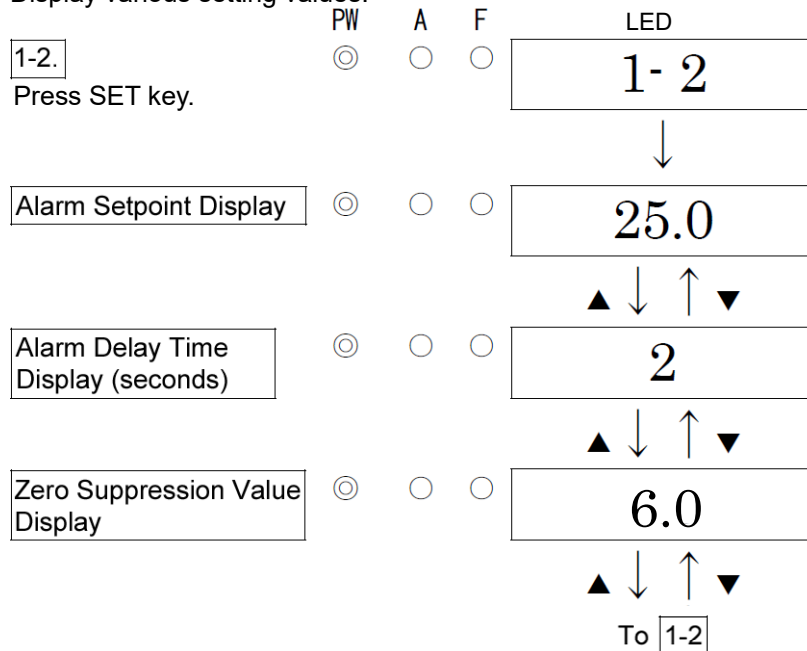 Display various setting values.
PW A F LED
1-2. ◎ ○ ○ 1- 2
Press SET key.
↓
Alarm Setpoint Display ◎ ○ ○ 25.0
▲ ↓ ↑ ▼
Alarm Delay Time
Display (seconds) ◎ ○ ○ 2
▲ ↓ ↑ ▼
Zero Suppression Value
Display ◎ ○ ○ 6.0
▲ ↓ ↑ ▼
To 1-2